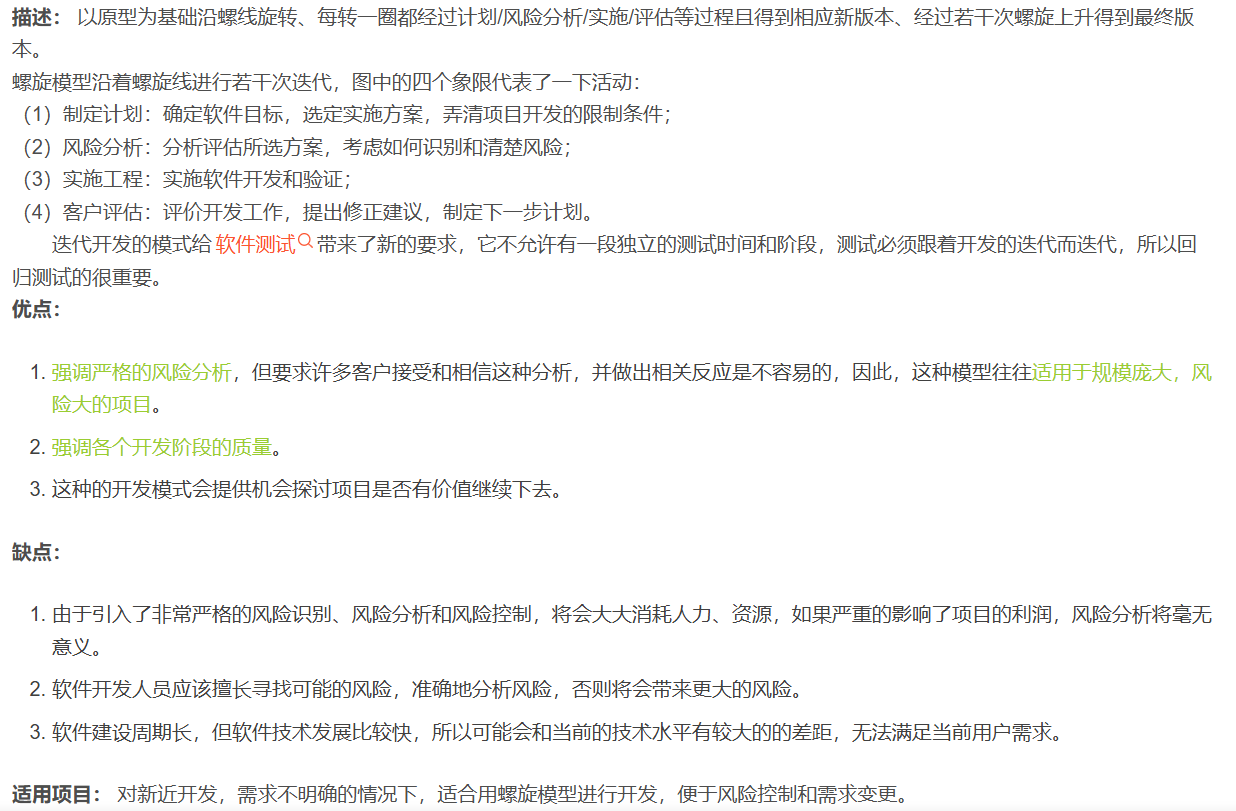 描述： 以原型为基础沿螺线旋转、每转一圈都经过计划/风险分析/实施/评估等过程且得到相应新版本、经过若干次螺旋上升得到最终版
本。
螺旋模型沿着螺旋线进行若干次迭代，图中的四个象限代表了一下活动：
（1）制定计划：确定软件目标，选定实施方案，弄清项目开发的限制条件；
（2）风险分析：分析评估所选方案，考虑如何识别和清楚风险；
（3）实施工程：实施软件开发和验证；
（4）客户评估：评价开发工作，提出修正建议，制定下一步计划。
迭代开发的模式给 软件测试 带来了新的要求，它不允许有一段独立的测试时间和阶段，测试必须跟着开发的迭代而迭代，所以回
归测试的很重要。
优点：
1. 强调严格的风险分析，但要求许多客户接受和相信这种分析，并做出相关反应是不容易的，因此，这种模型往往适用于规模庞大，风
险大的项目。
2. 强调各个开发阶段的质量。
3. 这种的开发模式会提供机会探讨项目是否有价值继续下去。
缺点：
1. 由于引入了非常严格的风险识别、风险分析和风险控制，将会大大消耗人力、资源，如果严重的影响了项目的利润，风险分析将毫无
意义。
2. 软件开发人员应该擅长寻找可能的风险，准确地分析风险，否则将会带来更大的风险。
3. 软件建设周期长，但软件技术发展比较快，所以可能会和当前的技术水平有较大的的差距，无法满足当前用户需求。
适用项目： 对新近开发，需求不明确的情况下，适合用螺旋模型进行开发，便于风险控制和需求变更。